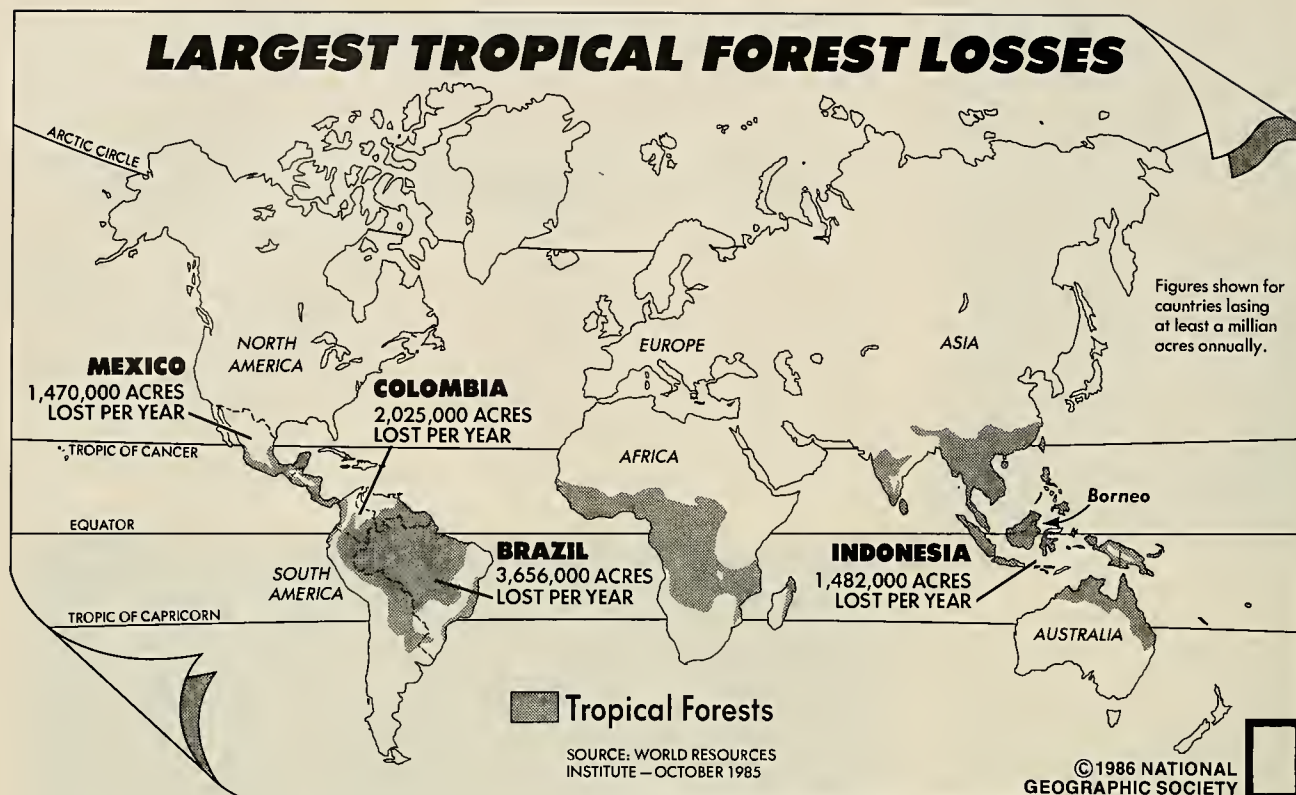 LARGEST TROPICAL FOREST LOSSES
ARCTIC CIRCLE
NORTH
AMERICA
EUROPE
ASIA
Figures shown for
cauntries lasing
at least a millian
acres onnually.
MEXICO
1,470,000 ACRES
LOST PER YEAR
COLOMBIA
2,025,000 ACRES
LOST PER YEAR
TROPIC OF CANCER
AFRICA
Borneo
EQUATOR
BRAZIL
3,656,000 ACRES
LOST PER YEAR
INDONESIA
1,482,000 ACRES
LOST PER YEAR
SOUTH
AMERICA
TROPIC OF CAPRICORN
AUSTRALIA
Tropical Forests
SOURCE: WORLD RESOURCES
INSTITUTE — OCTOBER 1985
©1986 NATIONAL
GEOGRAPHIC SOCIETY